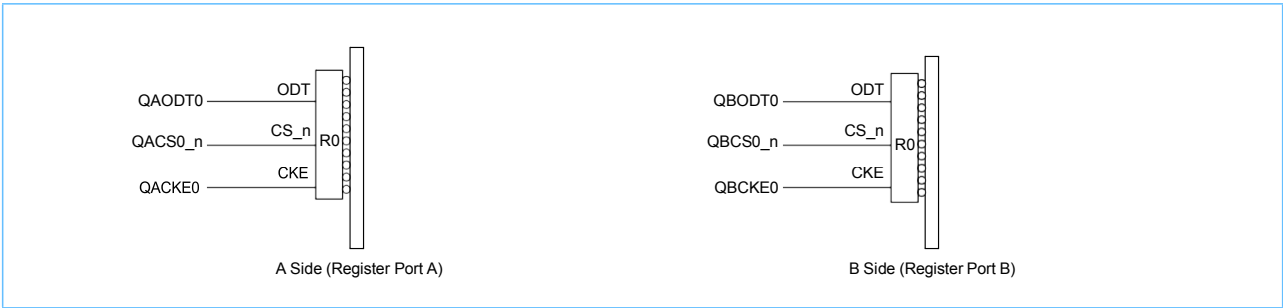 QAODT0 ODT
QACS0_n CS_n R0
QACKE0 CKE
A Side (Register Port A)
QBODT0 ODT
QBCS0_n CS_n R0
QBCKE0 CKE
B Side (Register Port B)